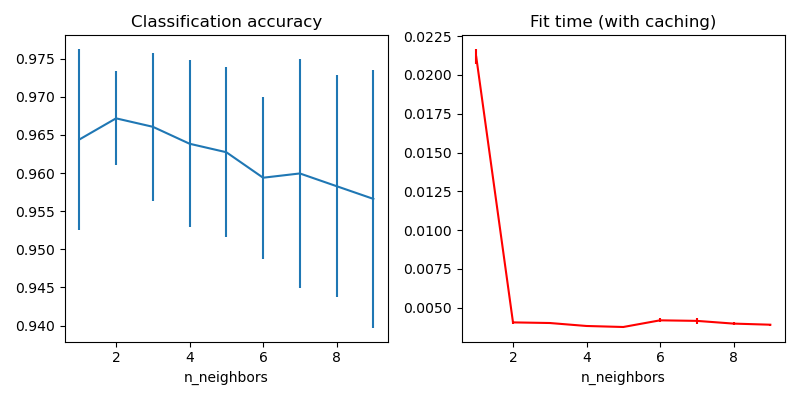 Classification accuracy
0.975
0.970
0.965
0.960
0.955
0.950
0.945
0.940
2 4 6 8
n_neighbors
Fit time (with caching)
0.0225
0.0200
0.0175
0.0150
0.0125
0.0100
0.0075
0.0050
2 4 6 8
n_neighbors